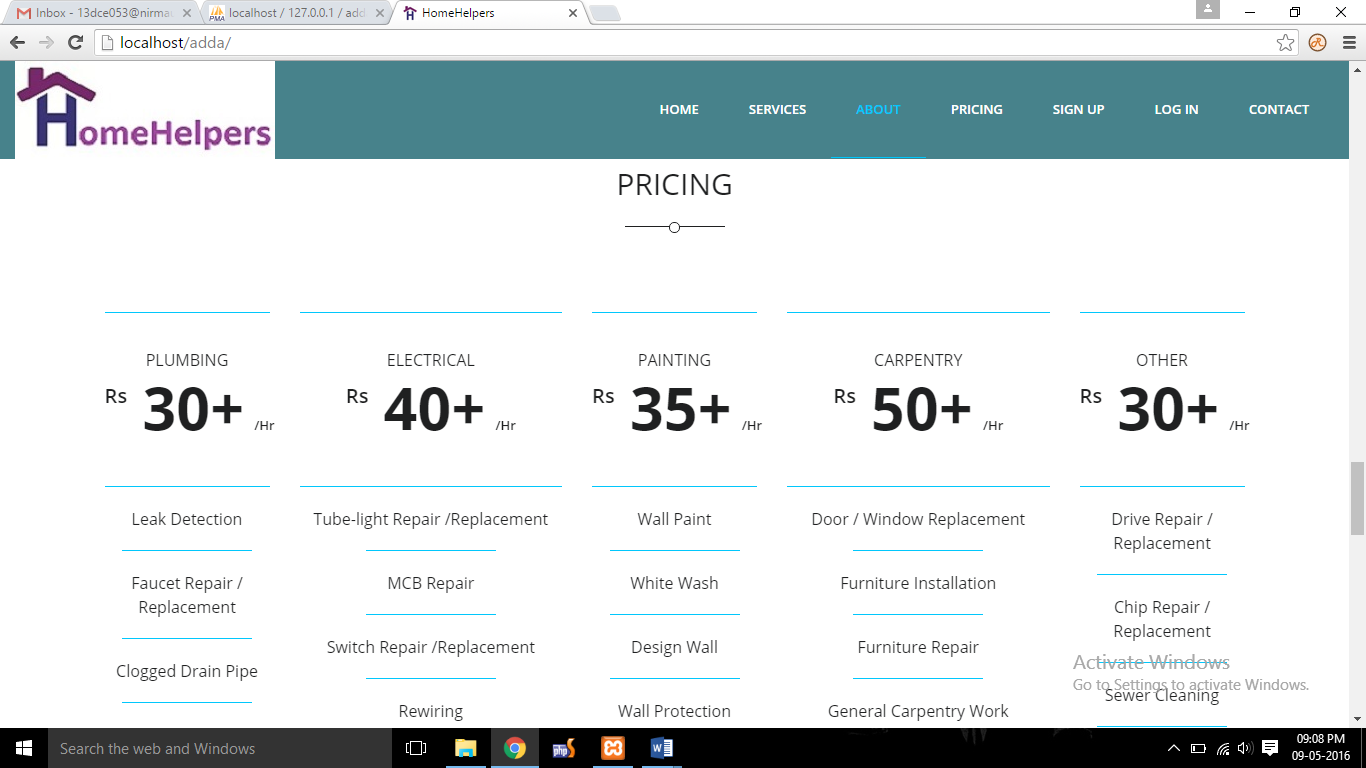 Inbox - 13dce053@nirma
localhost / 127.0.0.1 / add
HomeHelpers
localhost/adda/
HomeHelpers
HOME
SERVICES
ABOUT
PRICING
SIGN UP
LOG IN
CONTACT
PRICING
PLUMBING
Rs 30+ /Hr
Leak Detection
Faucet Repair /
Replacement
Clogged Drain Pipe
ELECTRICAL
Rs 40+ /Hr
Tube-light Repair /Replacement
MCB Repair
Switch Repair /Replacement
Rewiring
PAINTING
Rs 35+ /Hr
Wall Paint
White Wash
Design Wall
Wall Protection
CARPENTRY
Rs 50+ /Hr
Door / Window Replacement
Furniture Installation
Furniture Repair
General Carpentry Work
OTHER
Rs 30+ /Hr
Drive Repair /
Replacement
Chip Repair /
Replacement
Sewer Cleaning
Activate Windows
Go to Settings to activate Windows.
Search the web and Windows
php
09:08 PM
09-05-2016